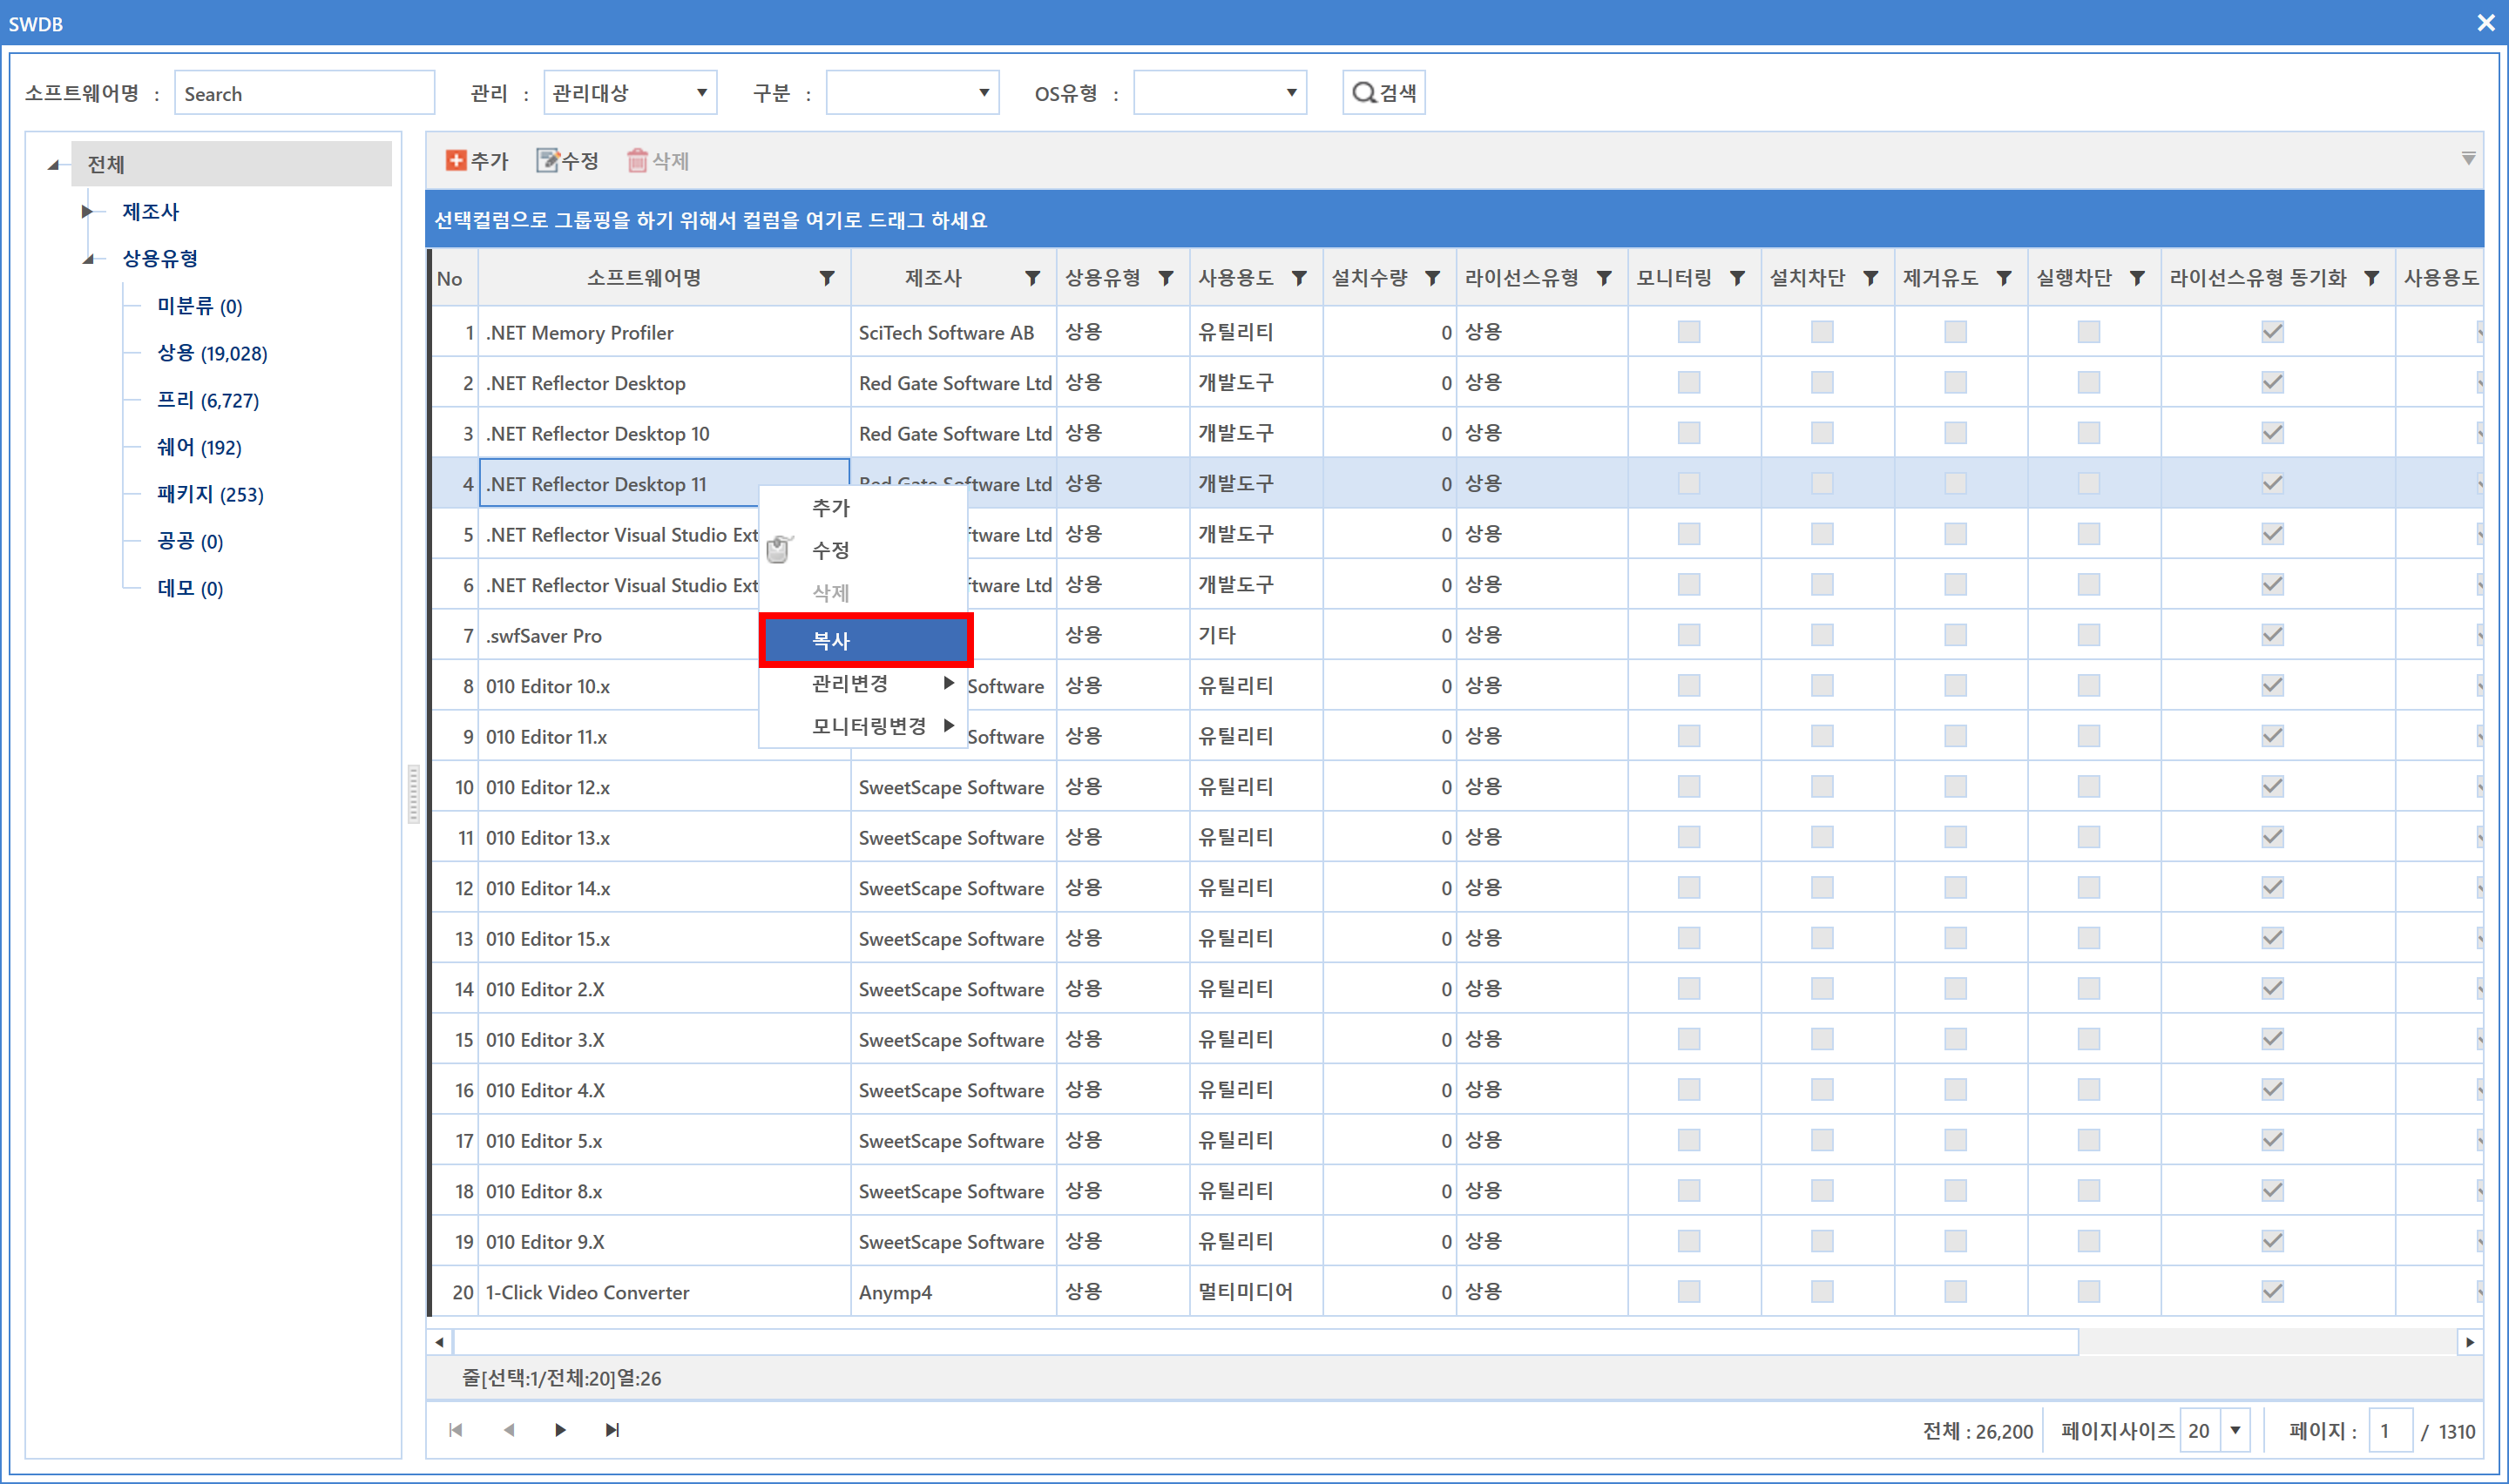 SWDB
소프트웨어명 : Search 관리 : 관리대상 구분 : OS유형 : 검색
전체
제조사
상용유형
미분류 (0)
상용 (19,028)
프리 (6,727)
쉐어 (192)
패키지 (253)
공공 (0)
데모 (0)
추가 수정 삭제
선택컬럼으로 그룹핑을 하기 위해서 컬럼을 여기로 드래그 하세요
No 소프트웨어명 제조사 상용유형 사용용도 설치수량 라이선스유형 모니터링 설치차단 제거유도 실행차단 라이선스유형 동기화 사용용도
1 .NET Memory Profiler SciTech Software AB 상용 유틸리티 0 상용
2 .NET Reflector Desktop Red Gate Software Ltd 상용 개발도구 0 상용
3 .NET Reflector Desktop 10 Red Gate Software Ltd 상용 개발도구 0 상용
4 .NET Reflector Desktop 11 Red Gate Software Ltd 상용 개발도구 0 상용
5 .NET Reflector Visual Studio Ext ftware Ltd 상용 개발도구 0 상용
6 .NET Reflector Visual Studio Ext ftware Ltd 상용 개발도구 0 상용
7 .swfSaver Pro 상용 기타 0 상용
8 010 Editor 10.x Software 상용 유틸리티 0 상용
9 010 Editor 11.x Software 상용 유틸리티 0 상용
10 010 Editor 12.x SweetScape Software 상용 유틸리티 0 상용
11 010 Editor 13.x SweetScape Software 상용 유틸리티 0 상용
12 010 Editor 14.x SweetScape Software 상용 유틸리티 0 상용
13 010 Editor 15.x SweetScape Software 상용 유틸리티 0 상용
14 010 Editor 2.X SweetScape Software 상용 유틸리티 0 상용
15 010 Editor 3.X SweetScape Software 상용 유틸리티 0 상용
16 010 Editor 4.X SweetScape Software 상용 유틸리티 0 상용
17 010 Editor 5.x SweetScape Software 상용 유틸리티 0 상용
18 010 Editor 8.x SweetScape Software 상용 유틸리티 0 상용
19 010 Editor 9.X SweetScape Software 상용 유틸리티 0 상용
20 1-Click Video Converter Anymp4 상용 멀티미디어 0 상용
추가
수정
삭제
복사
관리변경
모니터링변경
줄[선택:1/전체:20]열:26
전체 : 26,200 페이지사이즈 20 페이지 : 1 / 1310